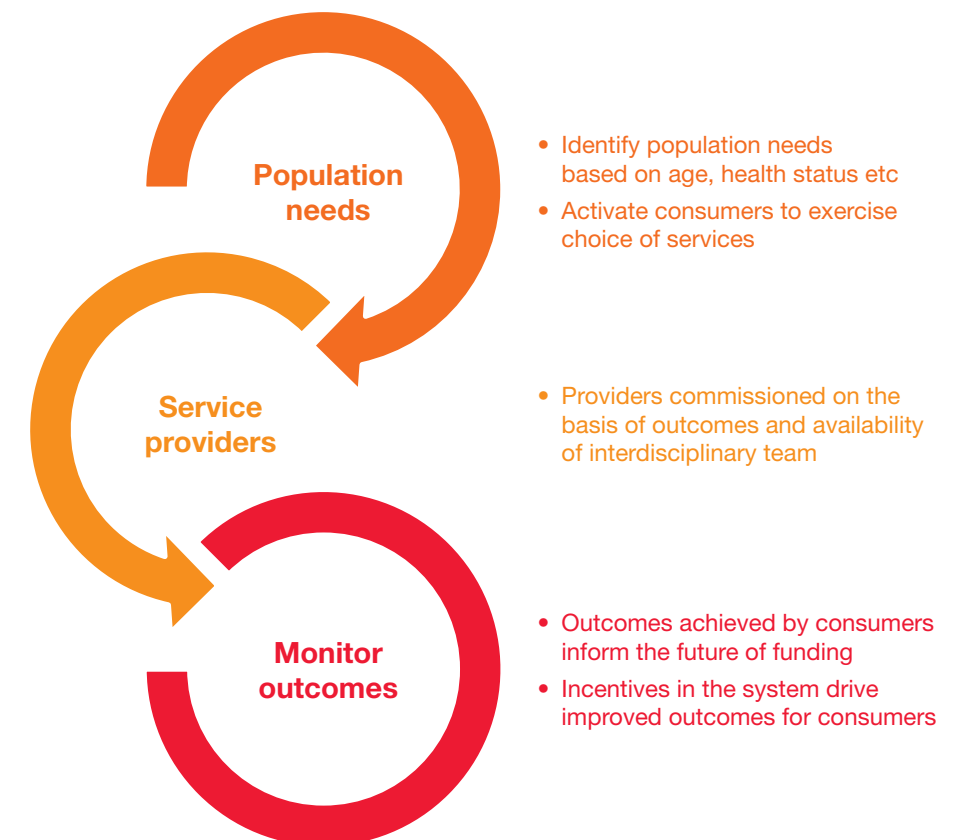 Population
needs
• Identify population needs
based on age, health status etc
• Activate consumers to exercise
choice of services
Service
providers
• Providers commissioned on the
basis of outcomes and availability
of interdisciplinary team
Monitor
outcomes
• Outcomes achieved by consumers
inform the future of funding
• Incentives in the system drive
improved outcomes for consumers